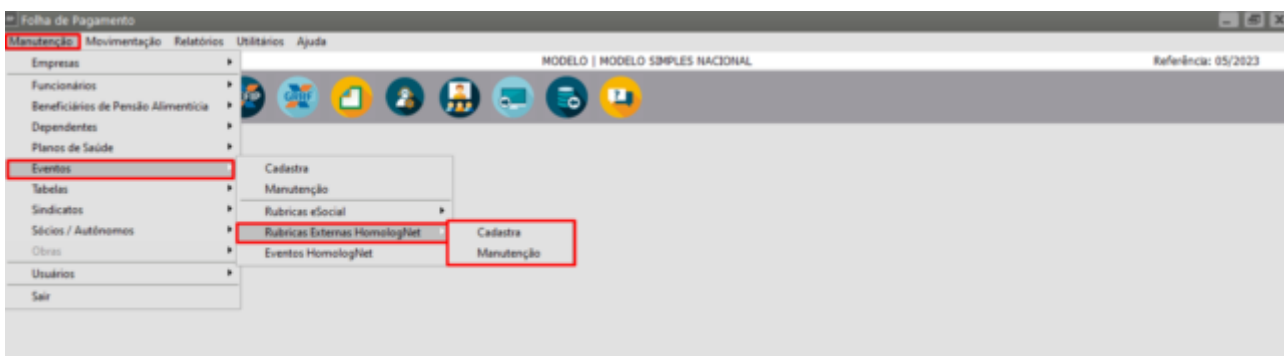 Folha de Pagamento
Manutenção Movimentação Relatórios Utilitários Ajuda
MODELO | MODELO SIMPLES NACIONAL
Referência: 05/2023
Empresas
Funcionários
Beneficiários de Pensão Alimentícia
Dependentes
Planos de Saúde
Eventos
Tabelas
Sindicatos
Sócios / Autônomos
Obras
Usuários
Sair
Cadastra
Manutenção
Rubricas eSocial
Rubricas Externas HomologNet
Eventos HomologNet
Cadastra
Manutenção
GRRF